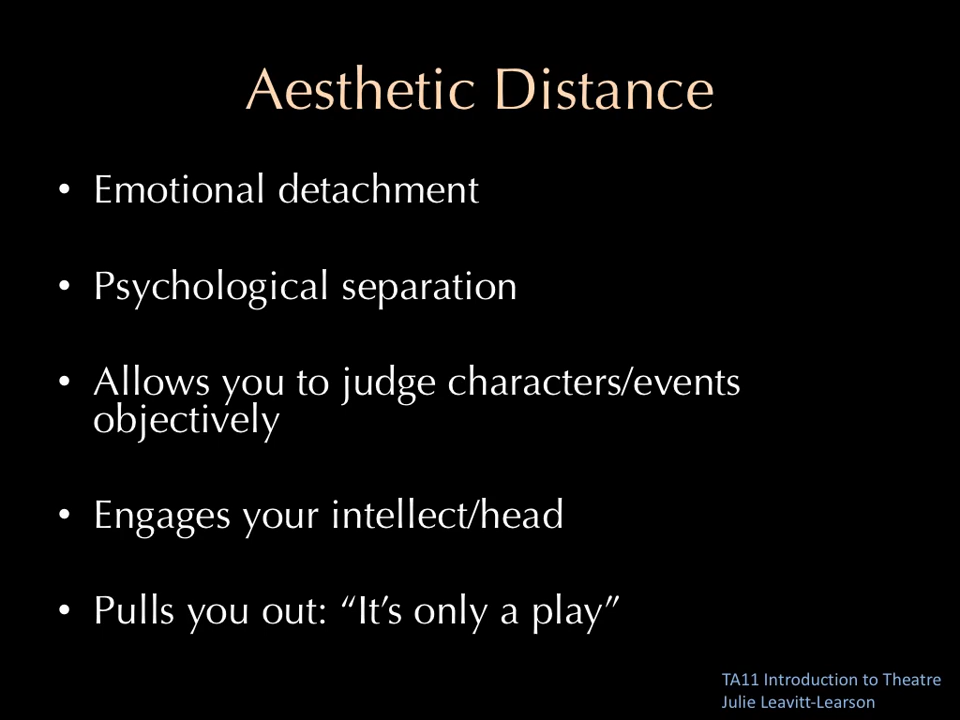 Aesthetic Distance
• Emotional detachment
• Psychological separation
• Allows you to judge characters/events
objectively
• Engages your intellect/head
• Pulls you out: “It’s only a play”
TA11 Introduction to Theatre
Julie Leavitt-Learson